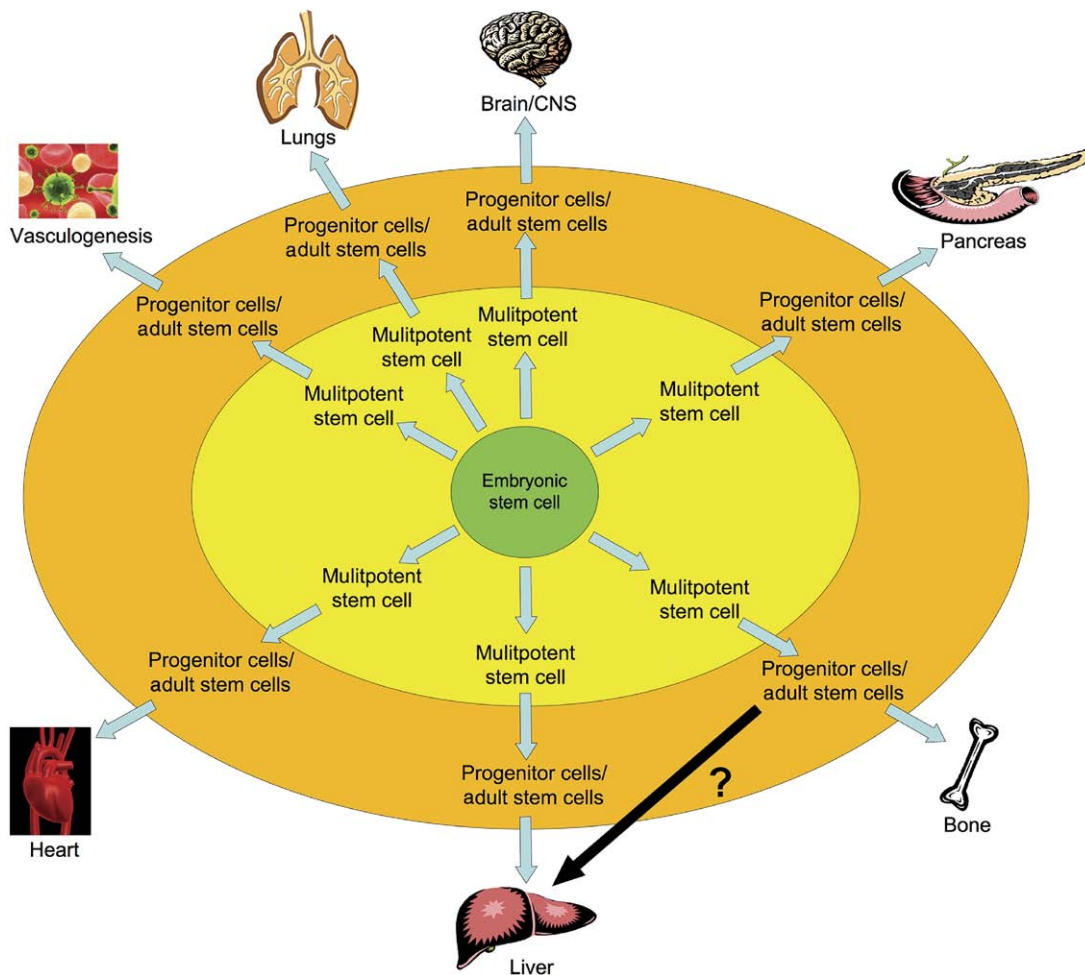 Brain/CNS
Lungs
Vasculogenesis
Pancreas
Progenitor cells/
adult stem cells
Progenitor cells/
adult stem cells
Progenitor cells/
adult stem cells
Progenitor cells/
adult stem cells
Mulitpotent
stem cell
Mulitpotent
stem cell
Mulitpotent
stem cell
Mulitpotent
stem cell
Embryonic
stem cell
Mulitpotent
stem cell
Mulitpotent
stem cell
Mulitpotent
stem cell
Progenitor cells/
adult stem cells
Progenitor cells/
adult stem cells
Progenitor cells/
adult stem cells
?
Heart
Bone
Liver